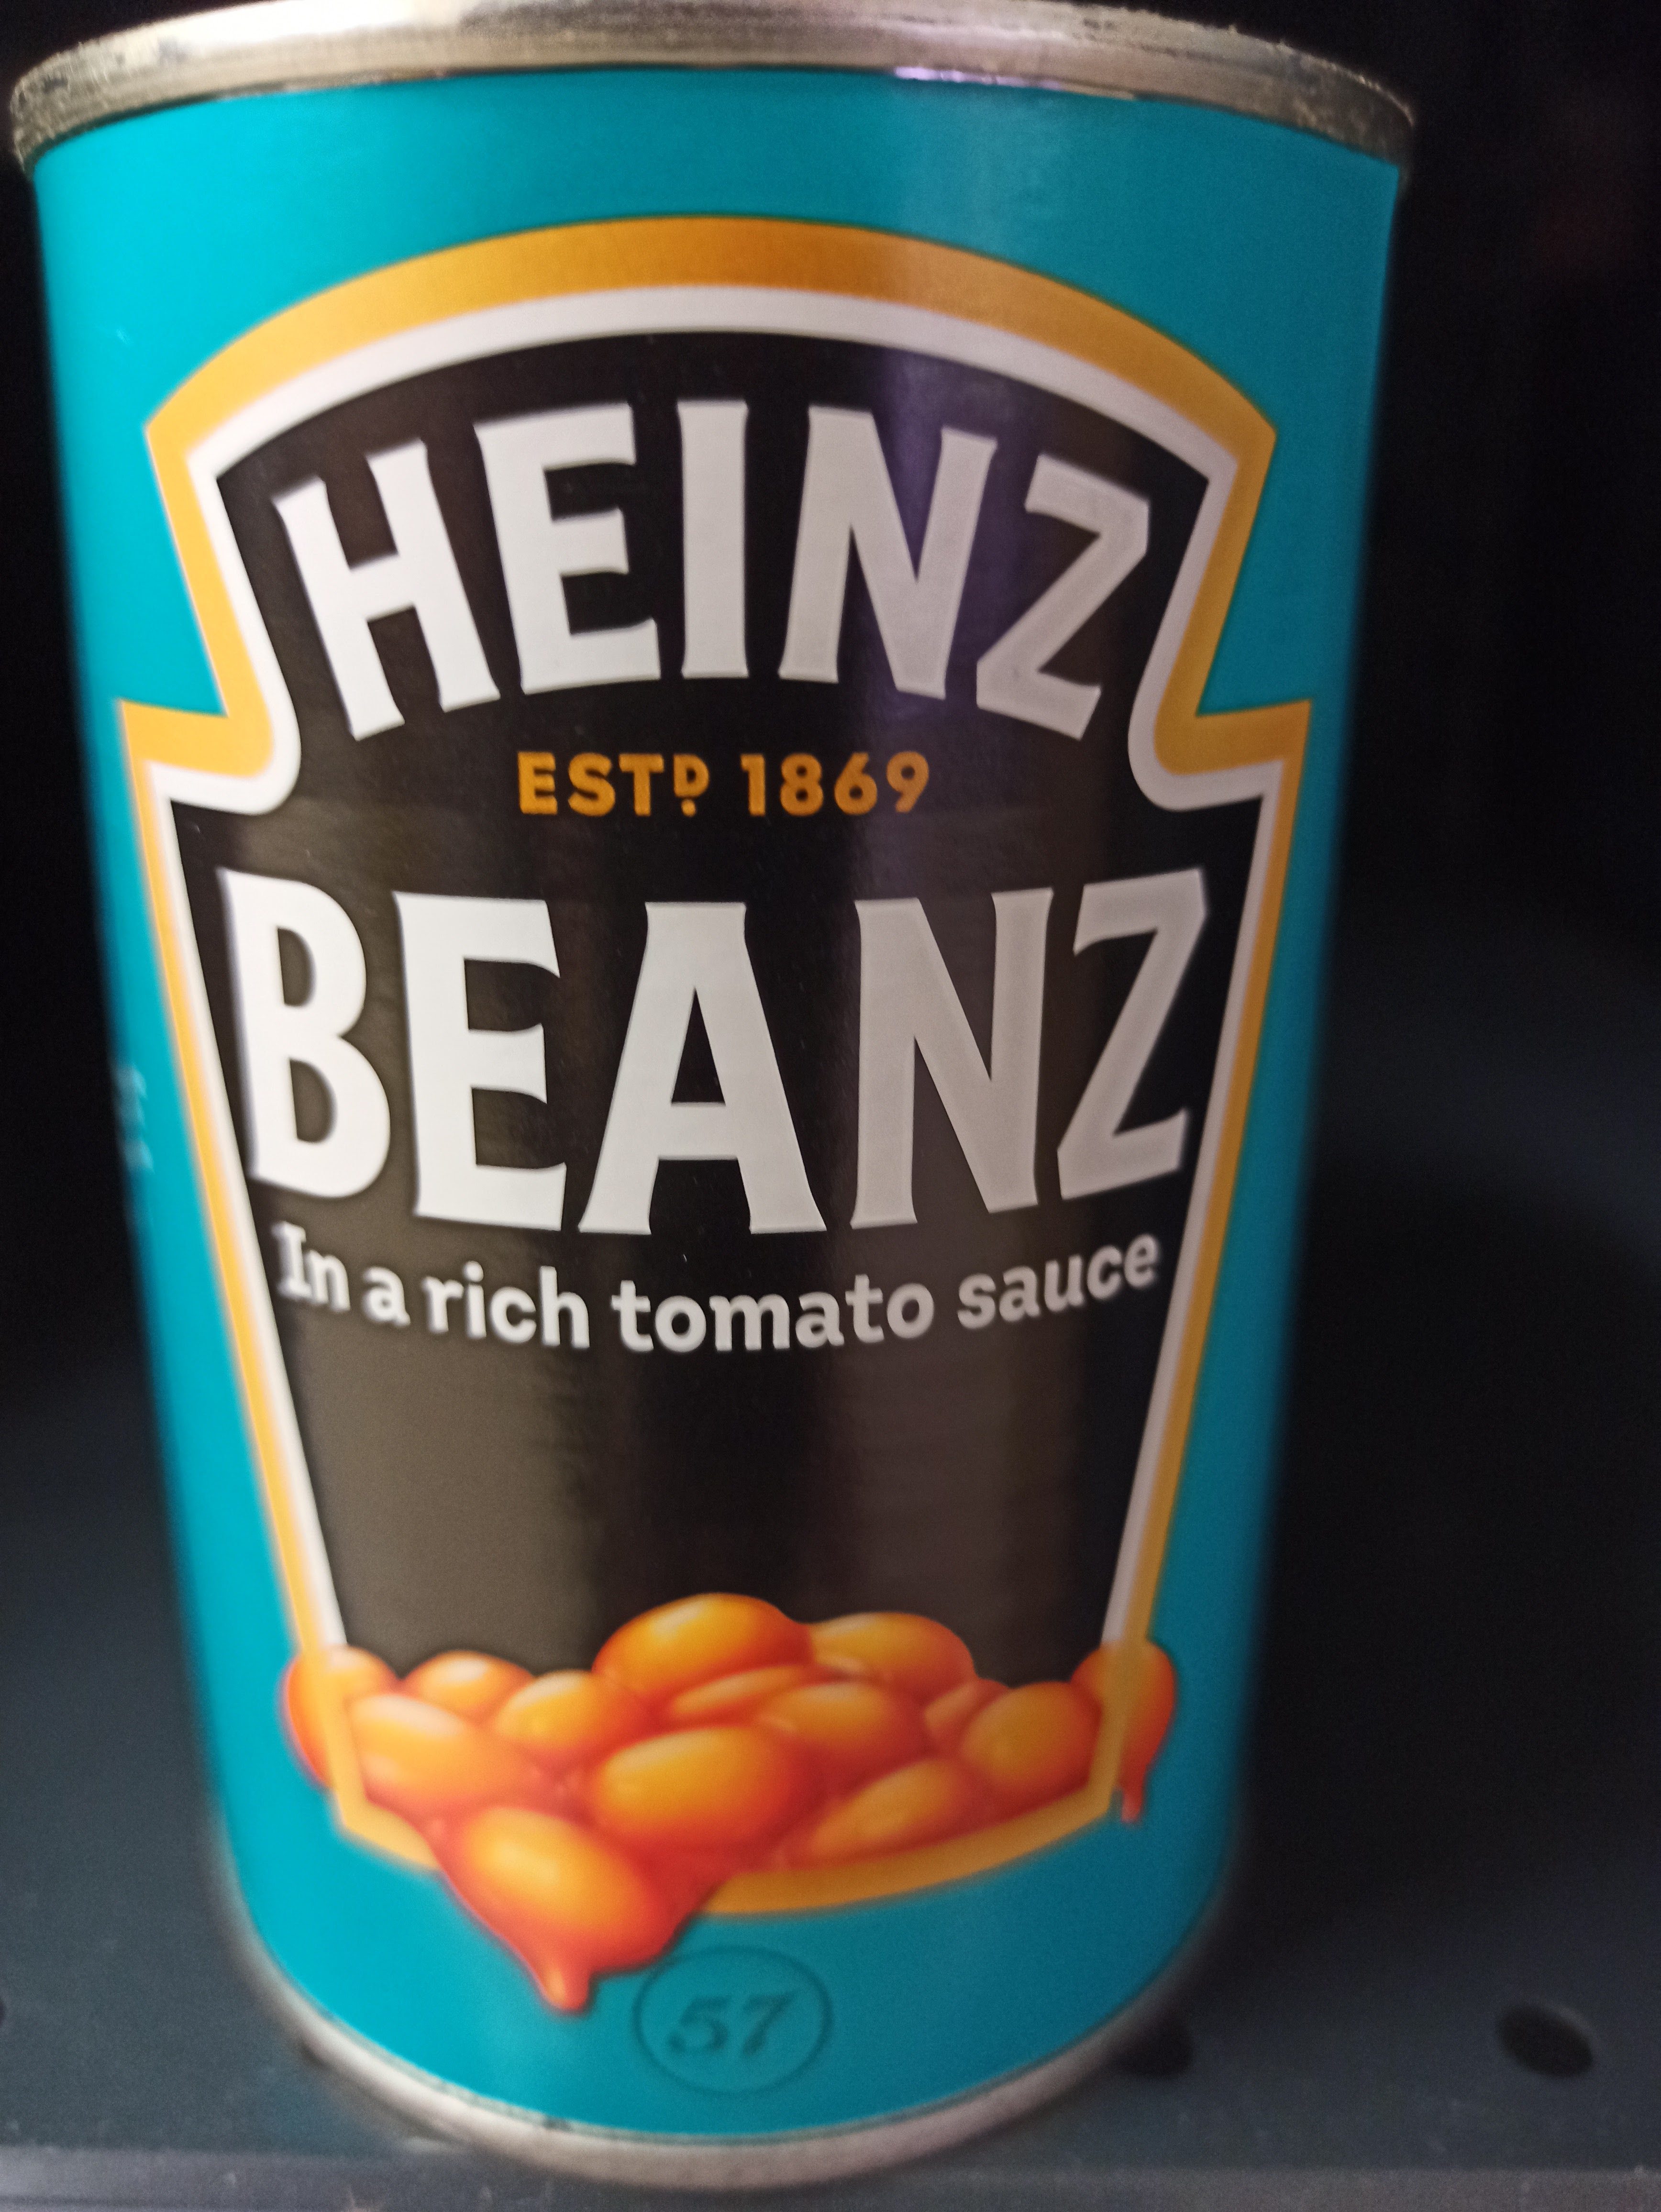 HEINZ
ESTD 1869
BEANZ
In a rich tomato sauce
57